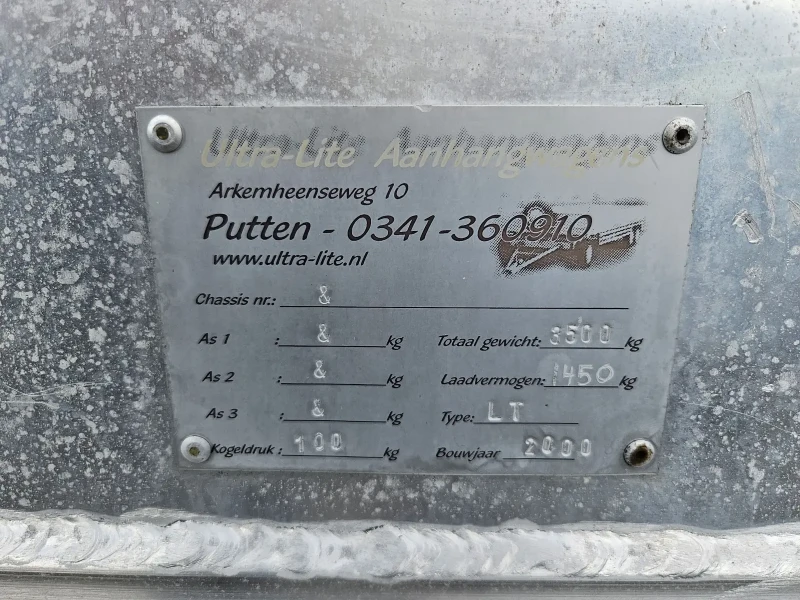 Ultra-Lite Aanhangwagens
Arkemheenseweg 10
Putten - 0341-360910
www.ultra-lite.nl
Chassis nr.: &
As 1 : & kg Totaal gewicht: 3500 kg
As 2 : & kg Laadvermogen: 1450 kg
As 3 : & kg Type: LT
Kogeldruk : 100 kg Bouwjaar 2000